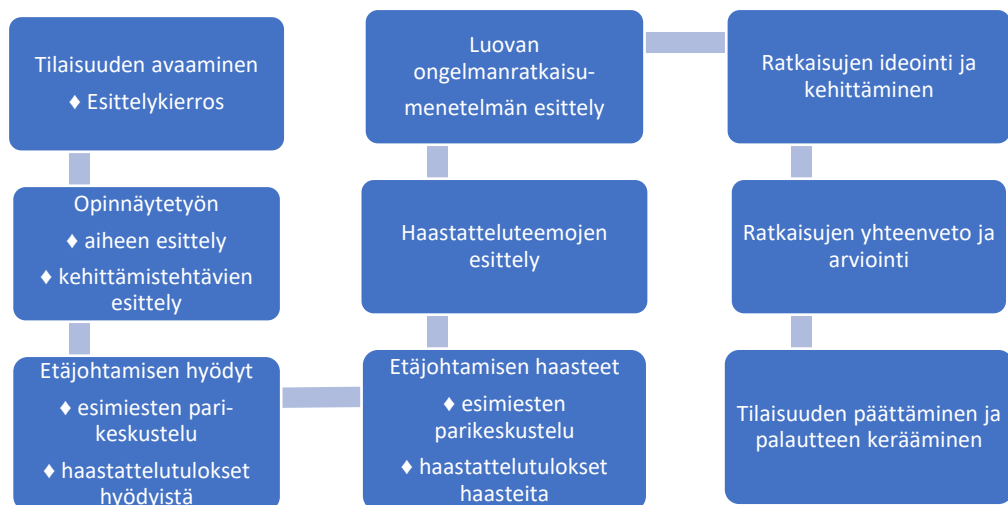 Tilaisuuden avaaminen
♦ Esittelykierros
Opinnäytetyön
♦ aiheen esittely
♦ kehittämistehtävien
esittely
Etäjohtamisen hyödyt
♦ esimiesten pari-
keskustelu
♦ haastattelutulokset
hyödyistä
Etäjohtamisen haasteet
♦ esimiesten
parikeskustelu
♦ haastattelutulokset
haasteita
Haastatteluteemojen
esittely
Luovan
ongelmanratkaisu-
menetelmän esittely
Ratkaisujen ideointi ja
kehittäminen
Ratkaisujen yhteenveto ja
arviointi
Tilaisuuden päättäminen ja
palautteen kerääminen